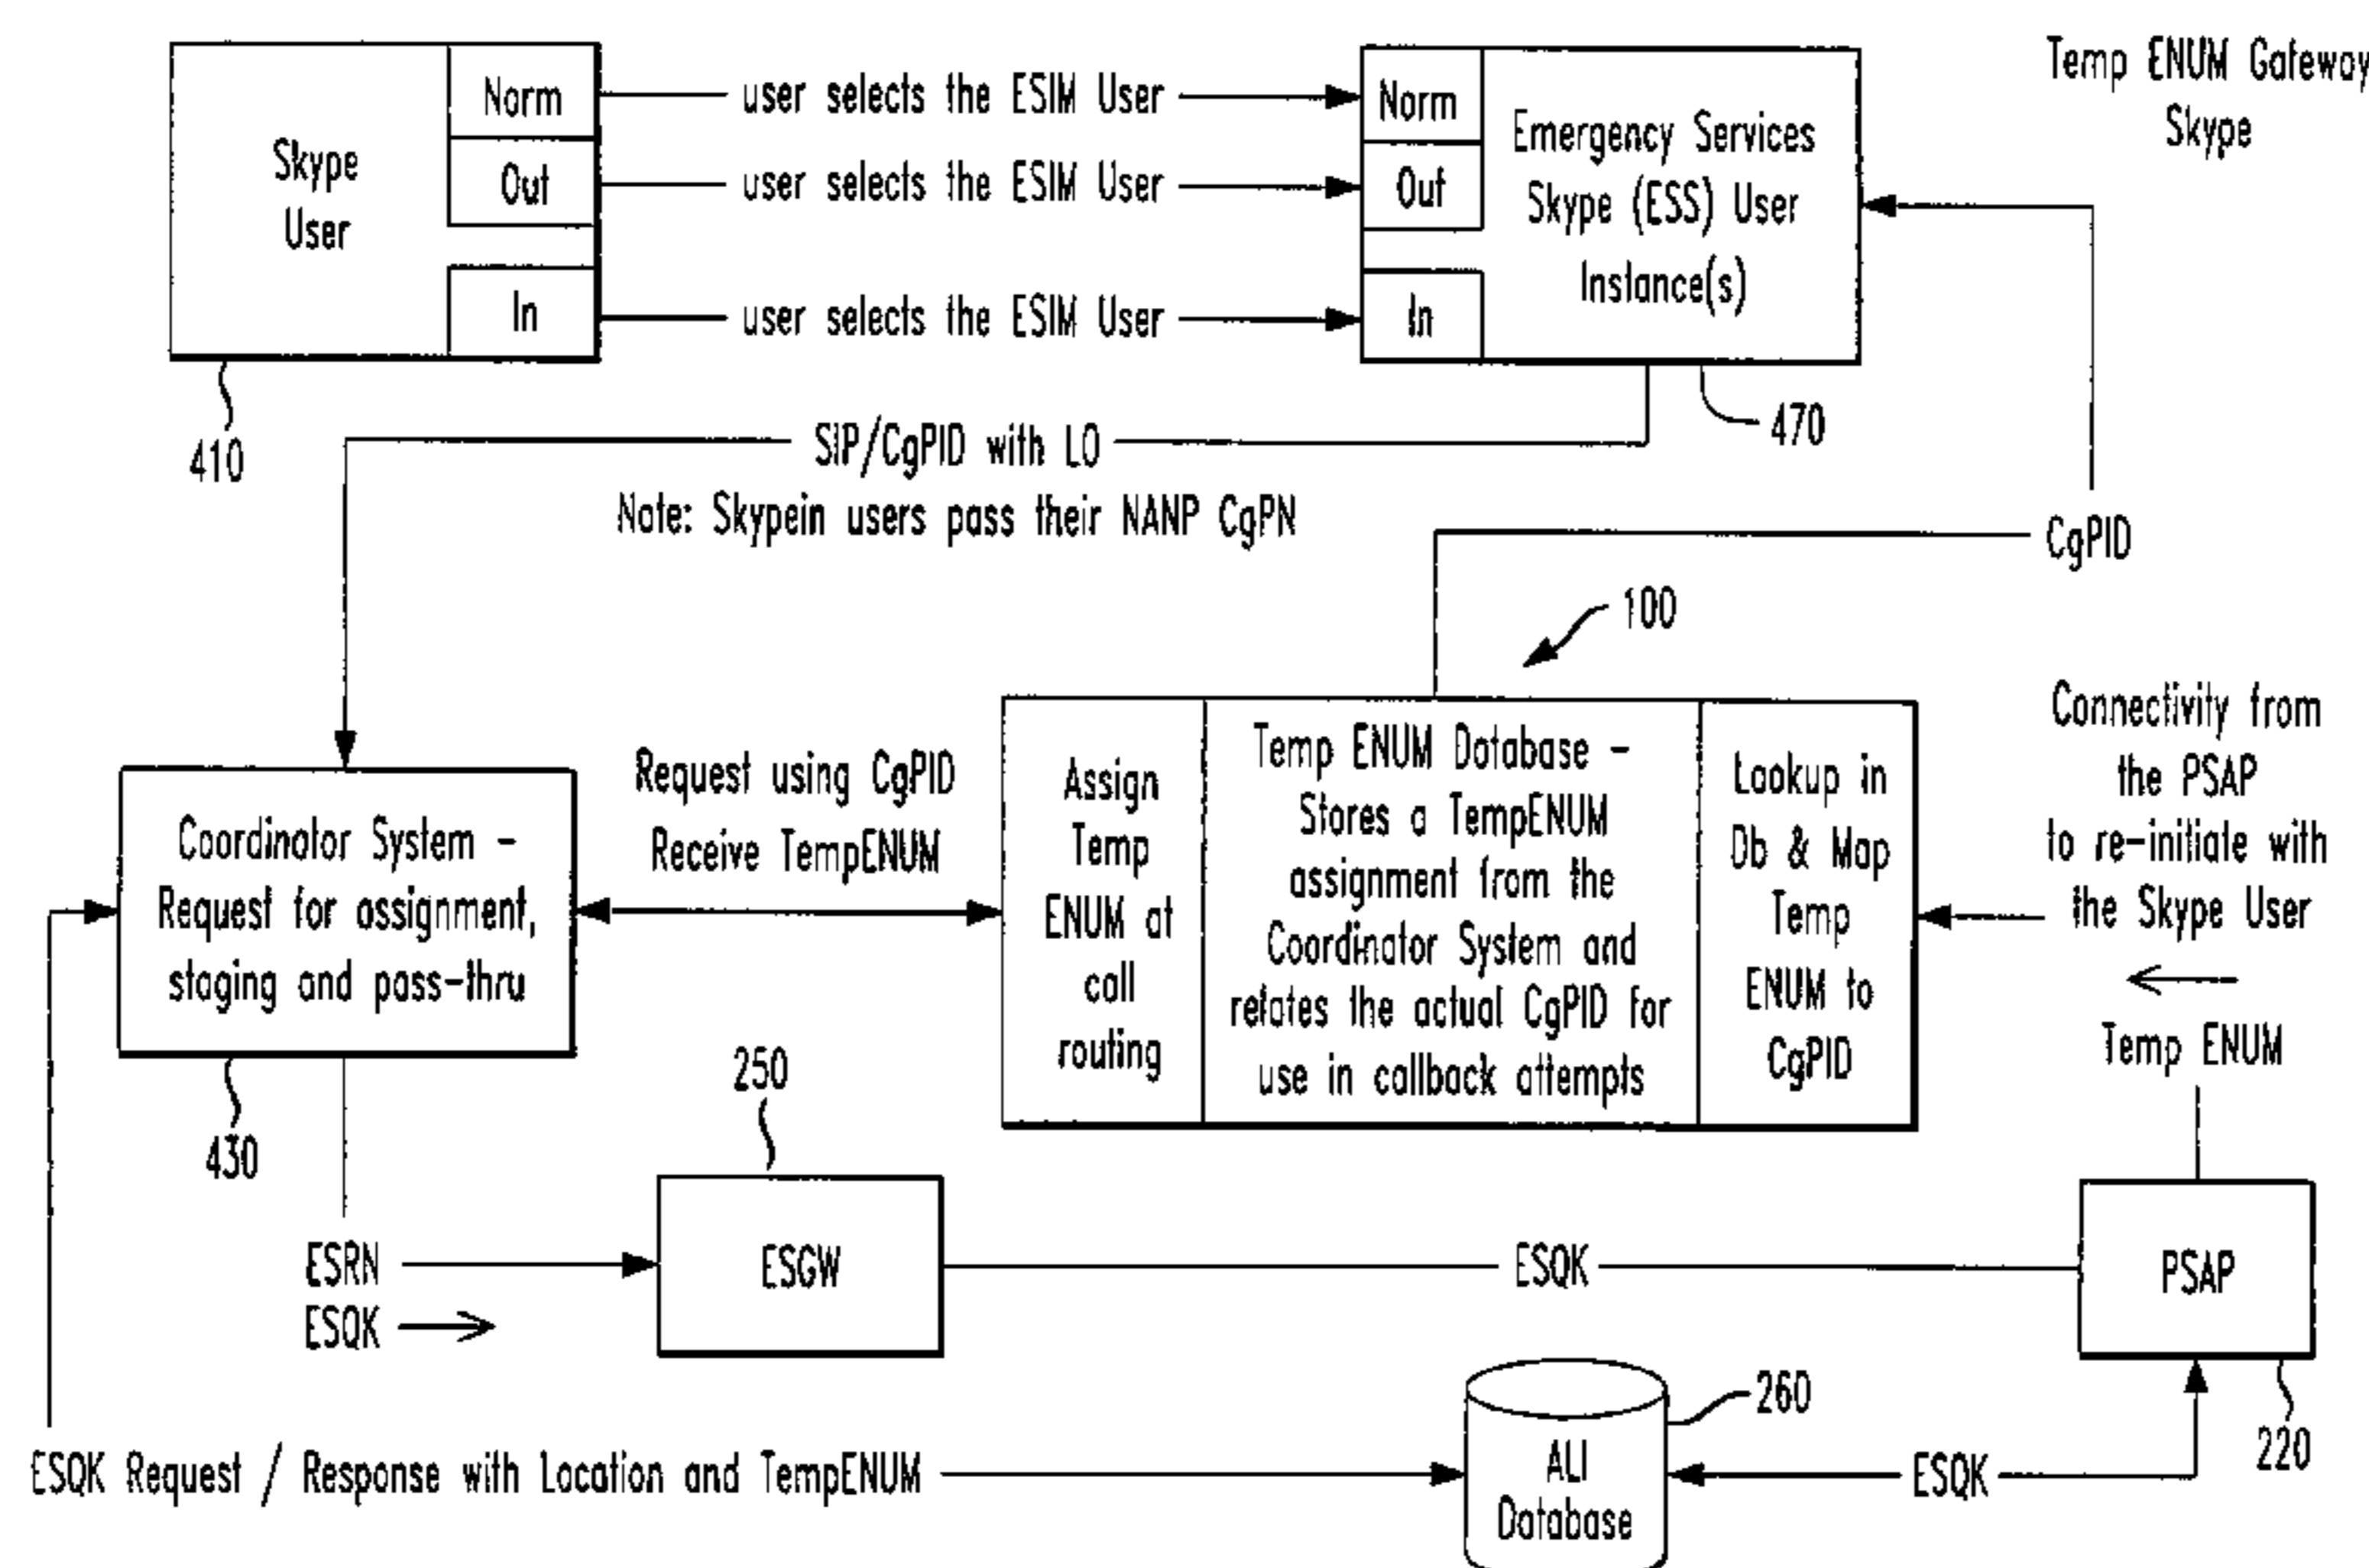 Temp ENUM Gateway
Skype
Skype
User
Norm
Out
In
user selects the ESIM User
user selects the ESIM User
user selects the ESIM User
Norm
Out
In
Emergency Services
Skype (ESS) User
Instance(s)
410
470
SIP/CgPID with LO
Note: Skypein users pass their NANP CgPN
CgPID
100
Coordinator System –
Request for assignment,
staging and pass-thru
430
Request using CgPID
Receive TempENUM
Assign
Temp
ENUM at
call
routing
Temp ENUM Database –
Stores a TempENUM
assignment from the
Coordinator System and
relates the actual CgPID for
use in callback attempts
Lookup in
Db & Map
Temp
ENUM to
CgPID
Connectivity from
the PSAP
to re-initiate with
the Skype User
Temp ENUM
250
ESRN
ESQK
ESGW
ESQK
PSAP
220
ESQK Request / Response with Location and TempENUM
260
ALI
Database
ESQK